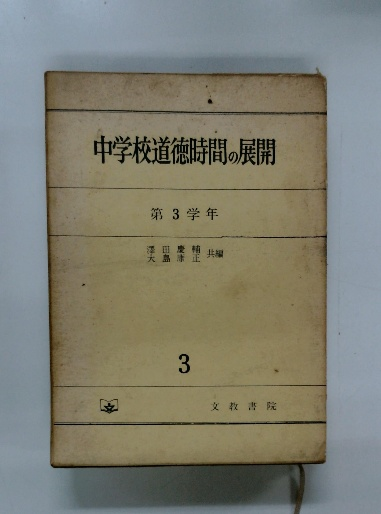 中学校道徳時間の展開
第3学年
澤田慶輔
大島康正
共編
3
文教書院